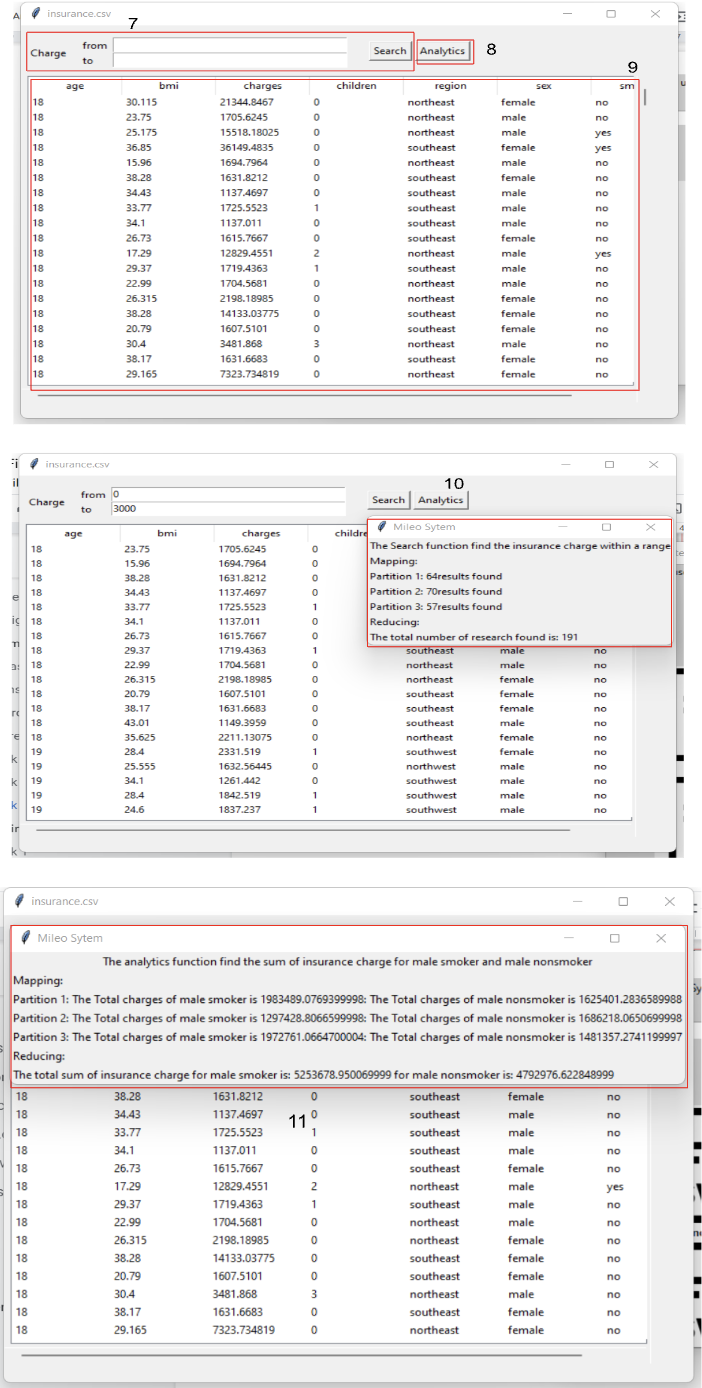 7
insurance.csv
Charge from
to
Search Analytics 8
9
age bmi charges children region sex sm
18 30.115 21344.8467 0 northeast female no
18 23.75 1705.6245 0 northeast male no
18 25.175 15518.18025 0 northeast male yes
18 36.85 36149.4835 0 southeast female yes
18 15.96 1694.7964 0 northeast male no
18 38.28 1631.8212 0 southeast female no
18 34.43 1137.4697 0 southeast male no
18 33.77 1725.5523 1 southeast male no
18 34.1 1137.011 0 southeast male no
18 26.73 1615.7667 0 southeast female no
18 17.29 12829.4551 2 northeast male yes
18 29.37 1719.4363 1 southeast male no
18 22.99 1704.5681 0 northeast male no
18 26.315 2198.18985 0 northeast female no
18 38.28 14133.03775 0 southeast female no
18 20.79 1607.5101 0 southeast female no
18 30.4 3481.868 3 northeast male no
18 38.17 1631.6683 0 southeast female no
18 29.165 7323.734819 0 northeast female no
insurance.csv
10
Charge from 0
to 3000
Search Analytics
Mileo Sytem
The Search function find the insurance charge within a range
Mapping:
Partition 1: 64results found
Partition 2: 70results found
Partition 3: 57results found
Reducing:
The total number of research found is: 191
age bmi charges childre
18 23.75 1705.6245 0
18 15.96 1694.7964 0
18 38.28 1631.8212 0
18 34.43 1137.4697 0
18 33.77 1725.5523 1
18 34.1 1137.011 0
18 26.73 1615.7667 0
18 29.37 1719.4363 1 southeast male no
18 22.99 1704.5681 0 northeast male no
18 26.315 2198.18985 0 northeast female no
18 20.79 1607.5101 0 southeast female no
18 38.17 1631.6683 0 southeast female no
18 43.01 1149.3959 0 southeast male no
18 35.625 2211.13075 0 northeast female no
19 28.4 2331.519 1 southwest female no
19 25.555 1632.56445 0 northwest male no
19 34.1 1261.442 0 southwest male no
19 28.4 1842.519 1 southwest male no
19 24.6 1837.237 1 southwest male no
insurance.csv
Mileo Sytem
The analytics function find the sum of insurance charge for male smoker and male nonsmoker
Mapping:
Partition 1: The Total charges of male smoker is 1983489.0769399998: The Total charges of male nonsmoker is 1625401.2836589988
Partition 2: The Total charges of male smoker is 1297428.8066599998: The Total charges of male nonsmoker is 1686218.0650699998
Partition 3: The Total charges of male smoker is 1972761.0664700004: The Total charges of male nonsmoker is 1481357.2741199997
Reducing:
The total sum of insurance charge for male smoker is: 5253678.950069999 for male nonsmoker is: 4792976.622848999
18 38.28 1631.8212 0 southeast female no
18 34.43 1137.4697 0 southeast male no
11
18 33.77 1725.5523 1 southeast male no
18 34.1 1137.011 0 southeast male no
18 26.73 1615.7667 0 southeast female no
18 17.29 12829.4551 2 northeast male yes
18 29.37 1719.4363 1 southeast male no
18 22.99 1704.5681 0 northeast male no
18 26.315 2198.18985 0 northeast female no
18 38.28 14133.03775 0 southeast female no
18 20.79 1607.5101 0 southeast female no
18 30.4 3481.868 3 northeast male no
18 38.17 1631.6683 0 southeast female no
18 29.165 7323.734819 0 northeast female no